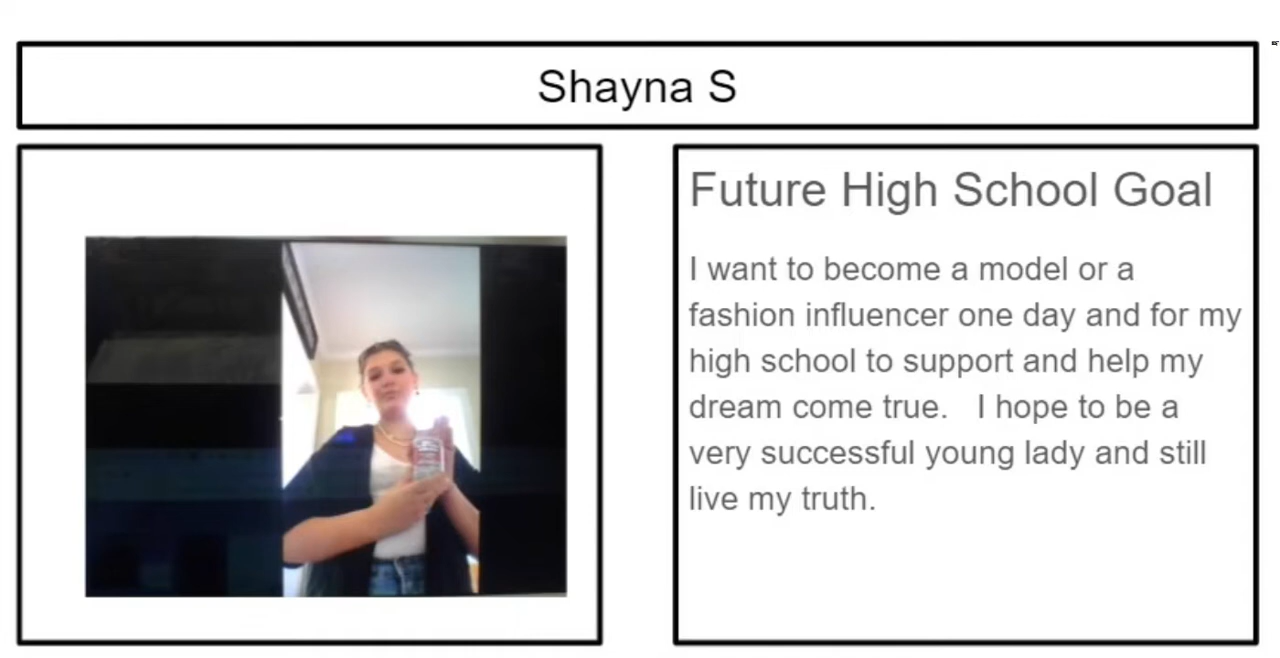 Shayna S
Future High School Goal
I want to become a model or a
fashion influencer one day and for my
high school to support and help my
dream come true.   I hope to be a
very successful young lady and still
live my truth.